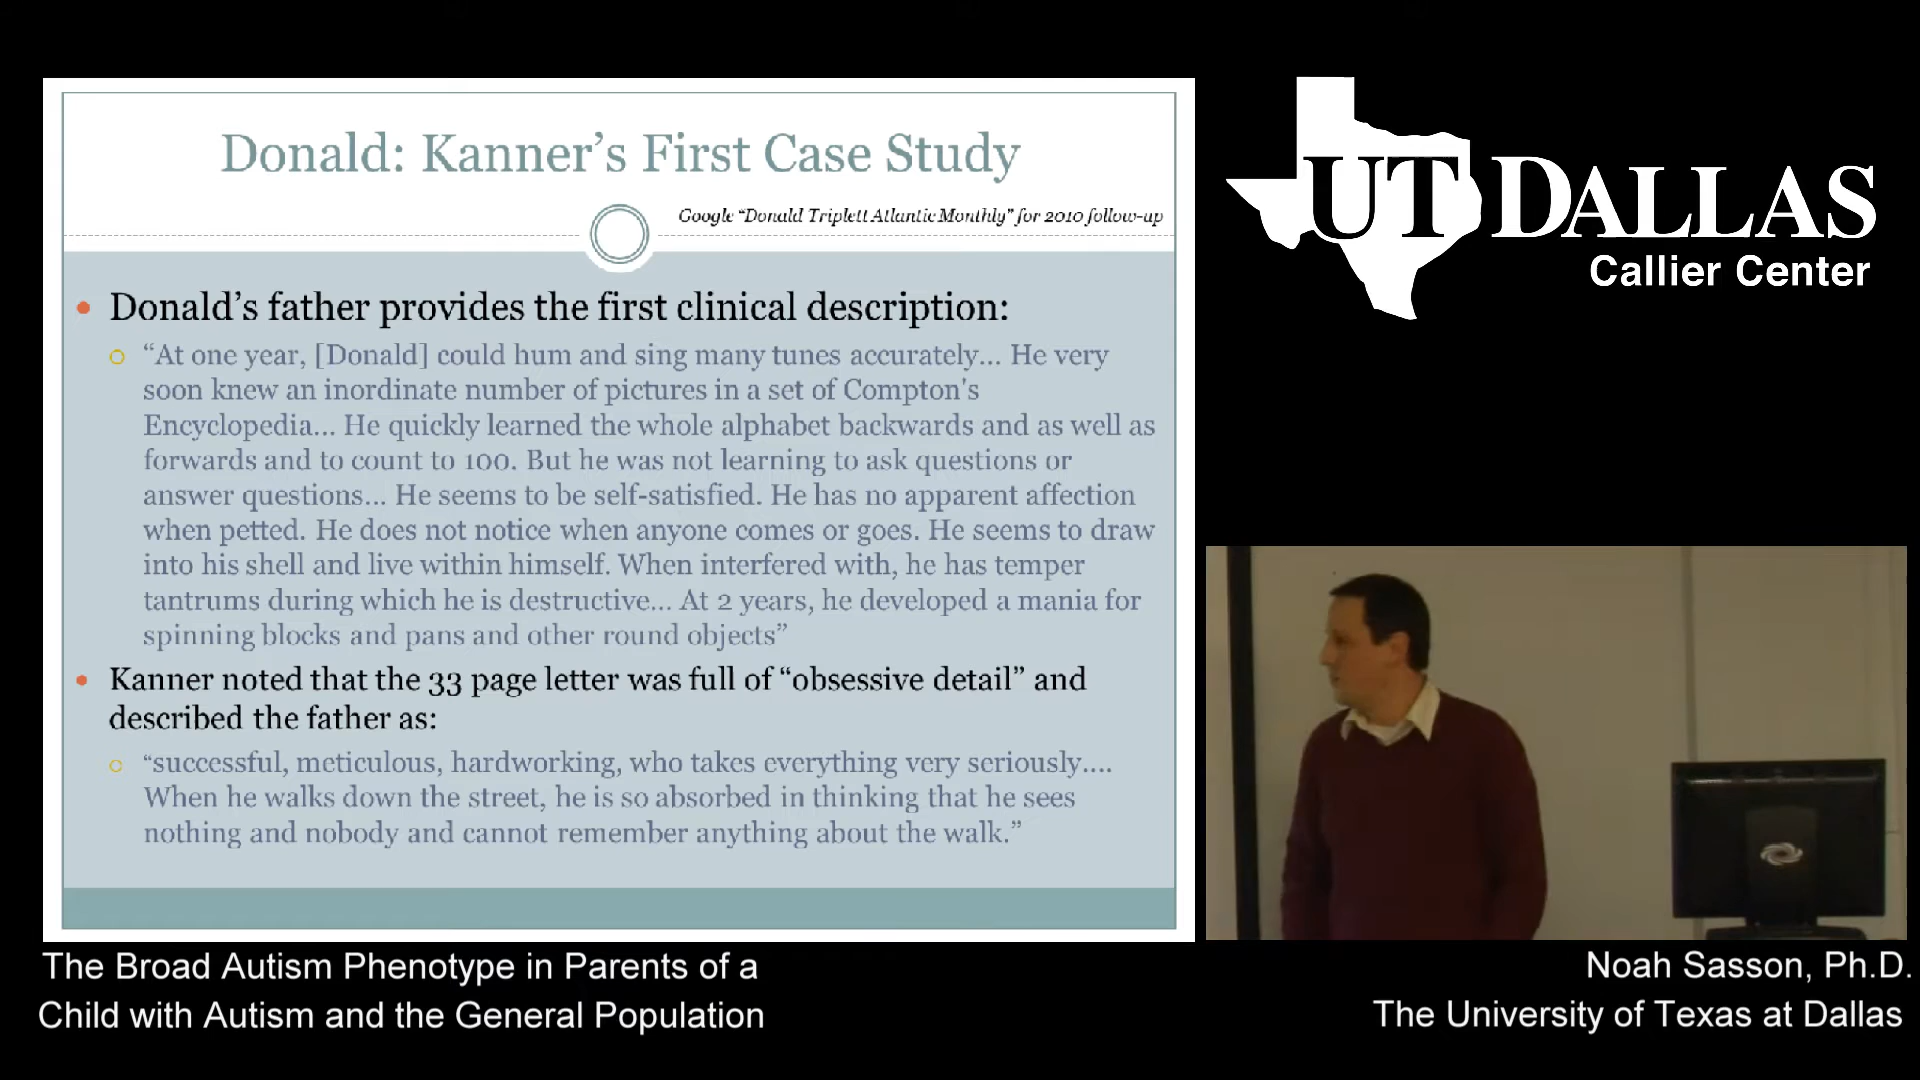 Donald: Kanner’s First Case Study
Google “Donald Triplett Atlantic Monthly” for 2010 follow-up
• Donald’s father provides the first clinical description:
“At one year, [Donald] could hum and sing many tunes accurately... He very
soon knew an inordinate number of pictures in a set of Compton's
Encyclopedia... He quickly learned the whole alphabet backwards and as well as
forwards and to count to 100. But he was not learning to ask questions or
answer questions... He seems to be self-satisfied. He has no apparent affection
when petted. He does not notice when anyone comes or goes. He seems to draw
into his shell and live within himself. When interfered with, he has temper
tantrums during which he is destructive... At 2 years, he developed a mania for
spinning blocks and pans and other round objects”
• Kanner noted that the 33 page letter was full of “obsessive detail” and
described the father as:
“successful, meticulous, hardworking, who takes everything very seriously....
When he walks down the street, he is so absorbed in thinking that he sees
nothing and nobody and cannot remember anything about the walk.”
UT DALLAS
Callier Center
The Broad Autism Phenotype in Parents of a
Child with Autism and the General Population
Noah Sasson, Ph.D.
The University of Texas at Dallas